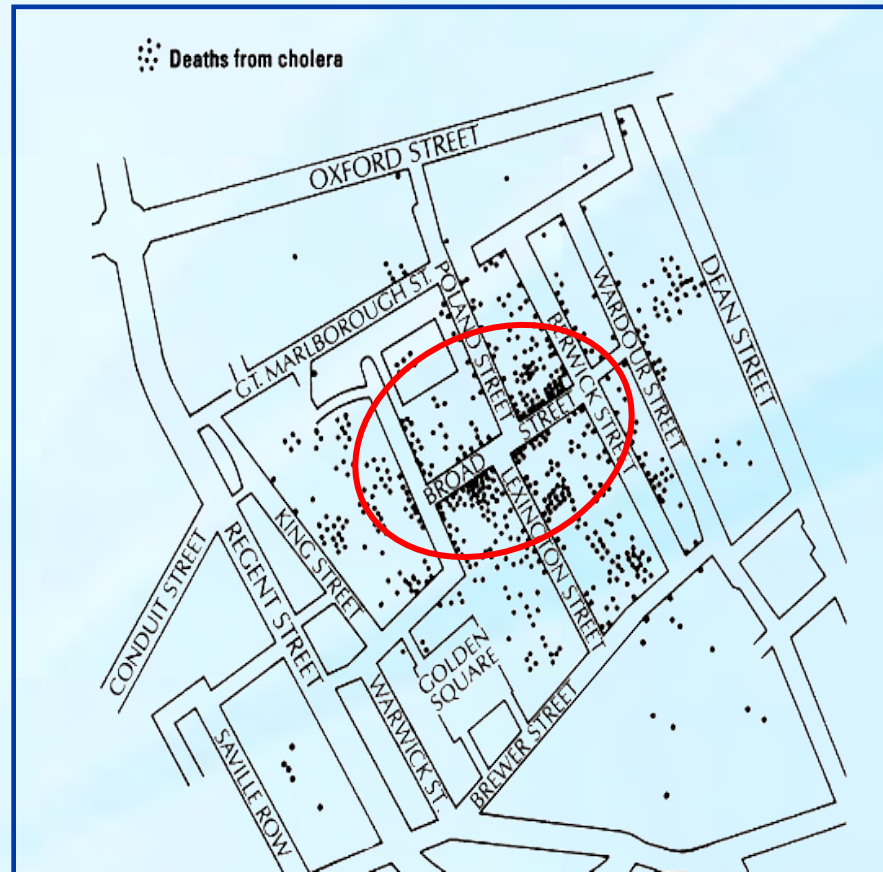 Deaths from cholera
OXFORD STREET
GT. MARLBOROUGH ST.
POLAND STREET
BERWICK STREET
WARDOUR STREET
DEAN STREET
BROAD STREET
LEXINGTON STREET
KING STREET
REGENT STREET
CONDUIT STREET
GOLDEN
SQUARE
WARWICK ST.
BREWER STREET
SAVILLE ROW